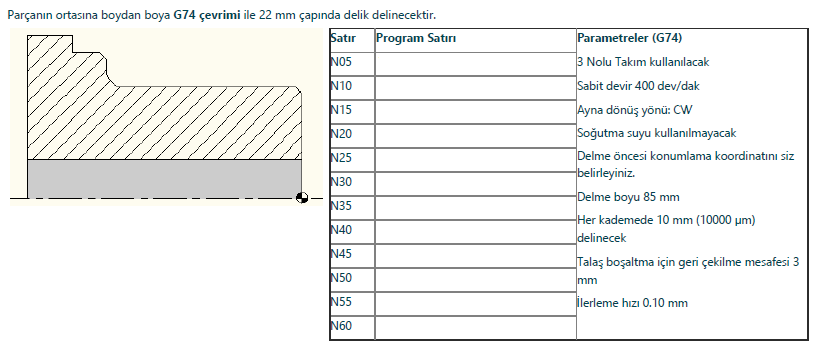 Parçanın ortasına boydan boya G74 çevrimi ile 22 mm çapında delik delinecektir.
Satır Program Satırı Parametreler (G74)
N05 3 Nolu Takım kullanılacak
N10 Sabit devir 400 dev/dak
N15 Ayna dönüş yönü: CW
N20 Soğutma suyu kullanılmayacak
N25 Delme öncesi konumlama koordinatını siz
belirleyiniz.
N30
Delme boyu 85 mm
N35
Her kademede 10 mm (10000 µm)
N40
delinecek
N45
Talaş boşaltma için geri çekilme mesafesi 3
N50
mm
N55 İlerleme hızı 0.10 mm
N60